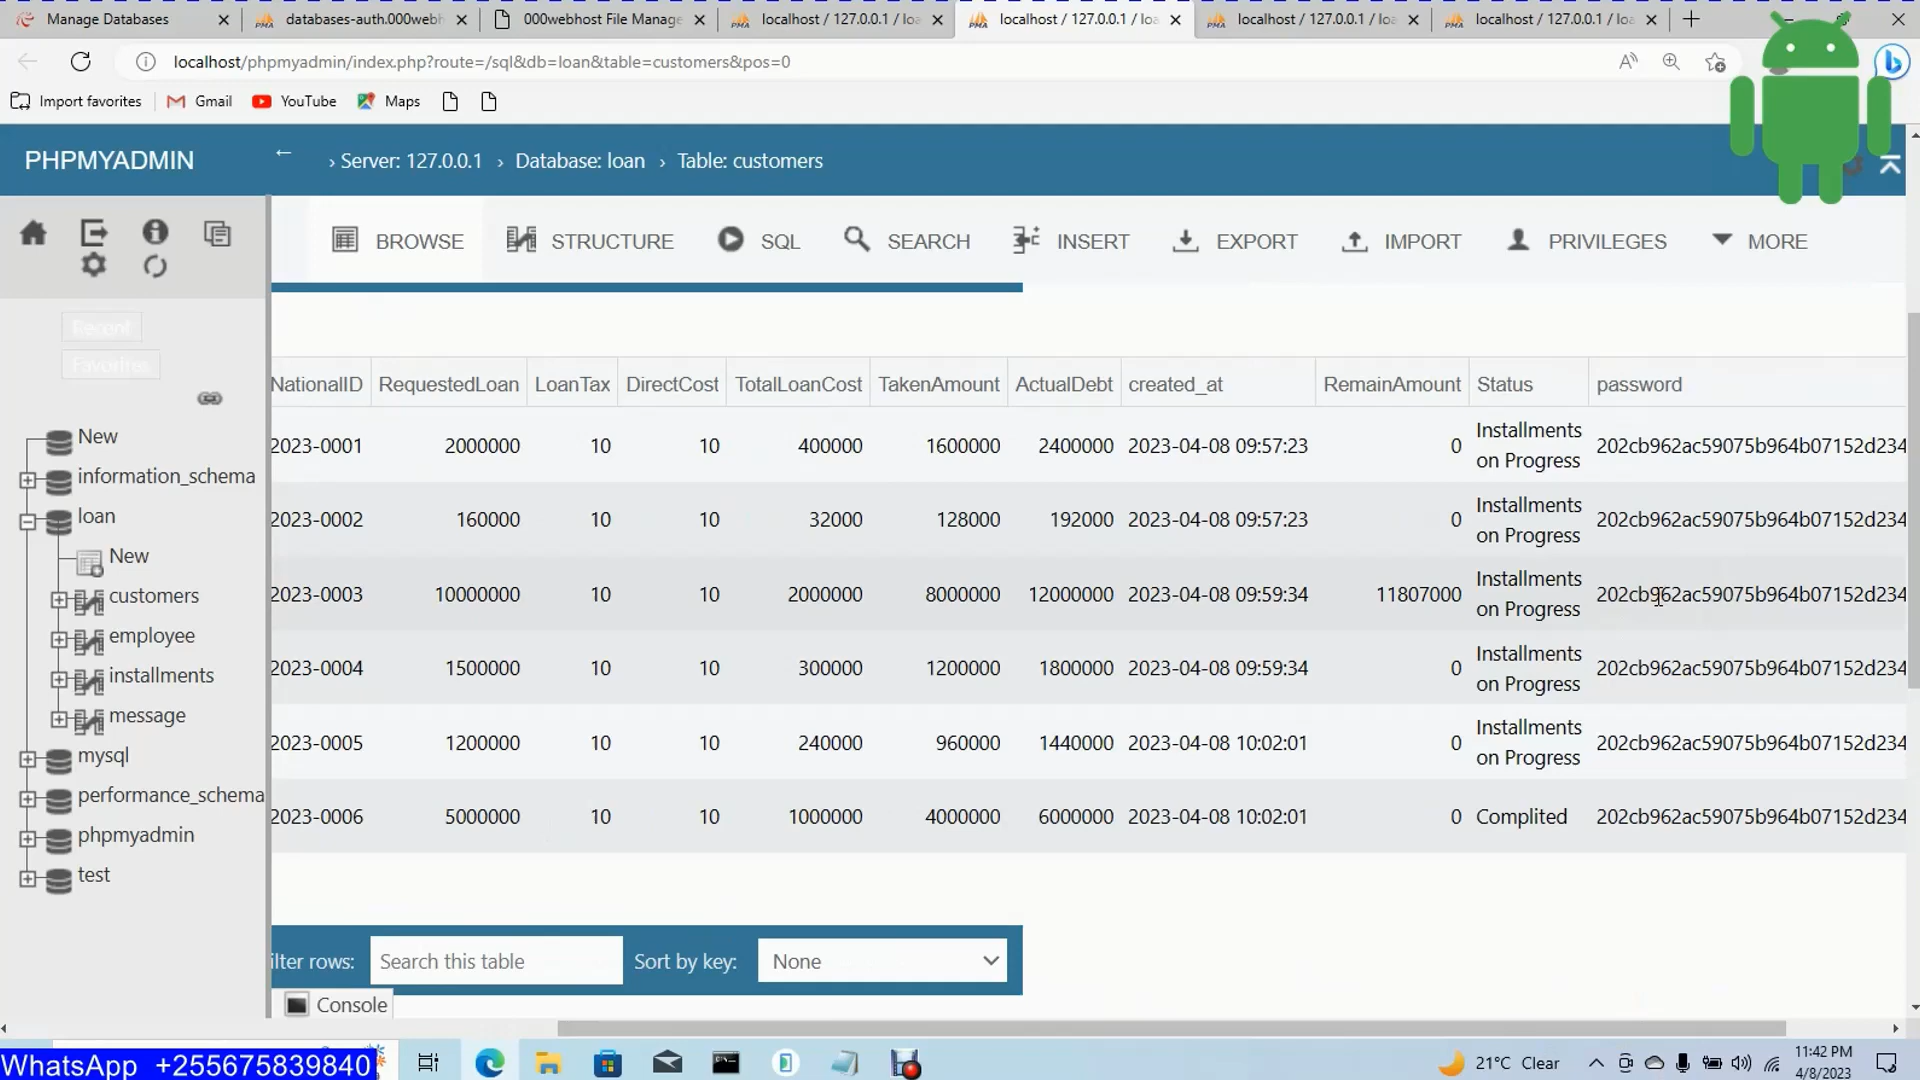 Manage Databases
databases-auth.000webh
000webhost File Manage
localhost / 127.0.0.1 / loa
localhost / 127.0.0.1 / loa
localhost / 127.0.0.1 / loa
localhost / 127.0.0.1 / loa
localhost/phpmyadmin/index.php?route=/sql&db=loan&table=customers&pos=0
Import favorites
Gmail
YouTube
Maps
PHPMYADMIN
Server: 127.0.0.1 › Database: loan › Table: customers
BROWSE STRUCTURE SQL SEARCH INSERT EXPORT IMPORT PRIVILEGES MORE
Recent
Favorites
New
information_schema
loan
New
customers
employee
installments
message
mysql
performance_schema
phpmyadmin
test
NationalID RequestedLoan LoanTax DirectCost TotalLoanCost TakenAmount ActualDebt created_at RemainAmount Status password
2023-0001 2000000 10 10 400000 1600000 2400000 2023-04-08 09:57:23 0 Installments on Progress 202cb962ac59075b964b07152d234
2023-0002 160000 10 10 32000 128000 192000 2023-04-08 09:57:23 0 Installments on Progress 202cb962ac59075b964b07152d234
2023-0003 10000000 10 10 2000000 8000000 12000000 2023-04-08 09:59:34 11807000 Installments on Progress 202cb962ac59075b964b07152d234
2023-0004 1500000 10 10 300000 1200000 1800000 2023-04-08 09:59:34 0 Installments on Progress 202cb962ac59075b964b07152d234
2023-0005 1200000 10 10 240000 960000 1440000 2023-04-08 10:02:01 0 Installments on Progress 202cb962ac59075b964b07152d234
2023-0006 5000000 10 10 1000000 4000000 6000000 2023-04-08 10:02:01 0 Complited 202cb962ac59075b964b07152d234
ilter rows: Search this table Sort by key: None
Console
WhatsApp +255675839840
21°C Clear
11:42 PM
4/8/2023